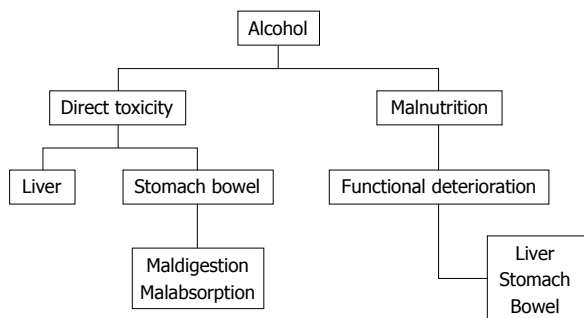 Alcohol
Direct toxicity
Malnutrition
Liver
Stomach bowel
Functional deterioration
Maldigestion
Malabsorption
Liver
Stomach
Bowel